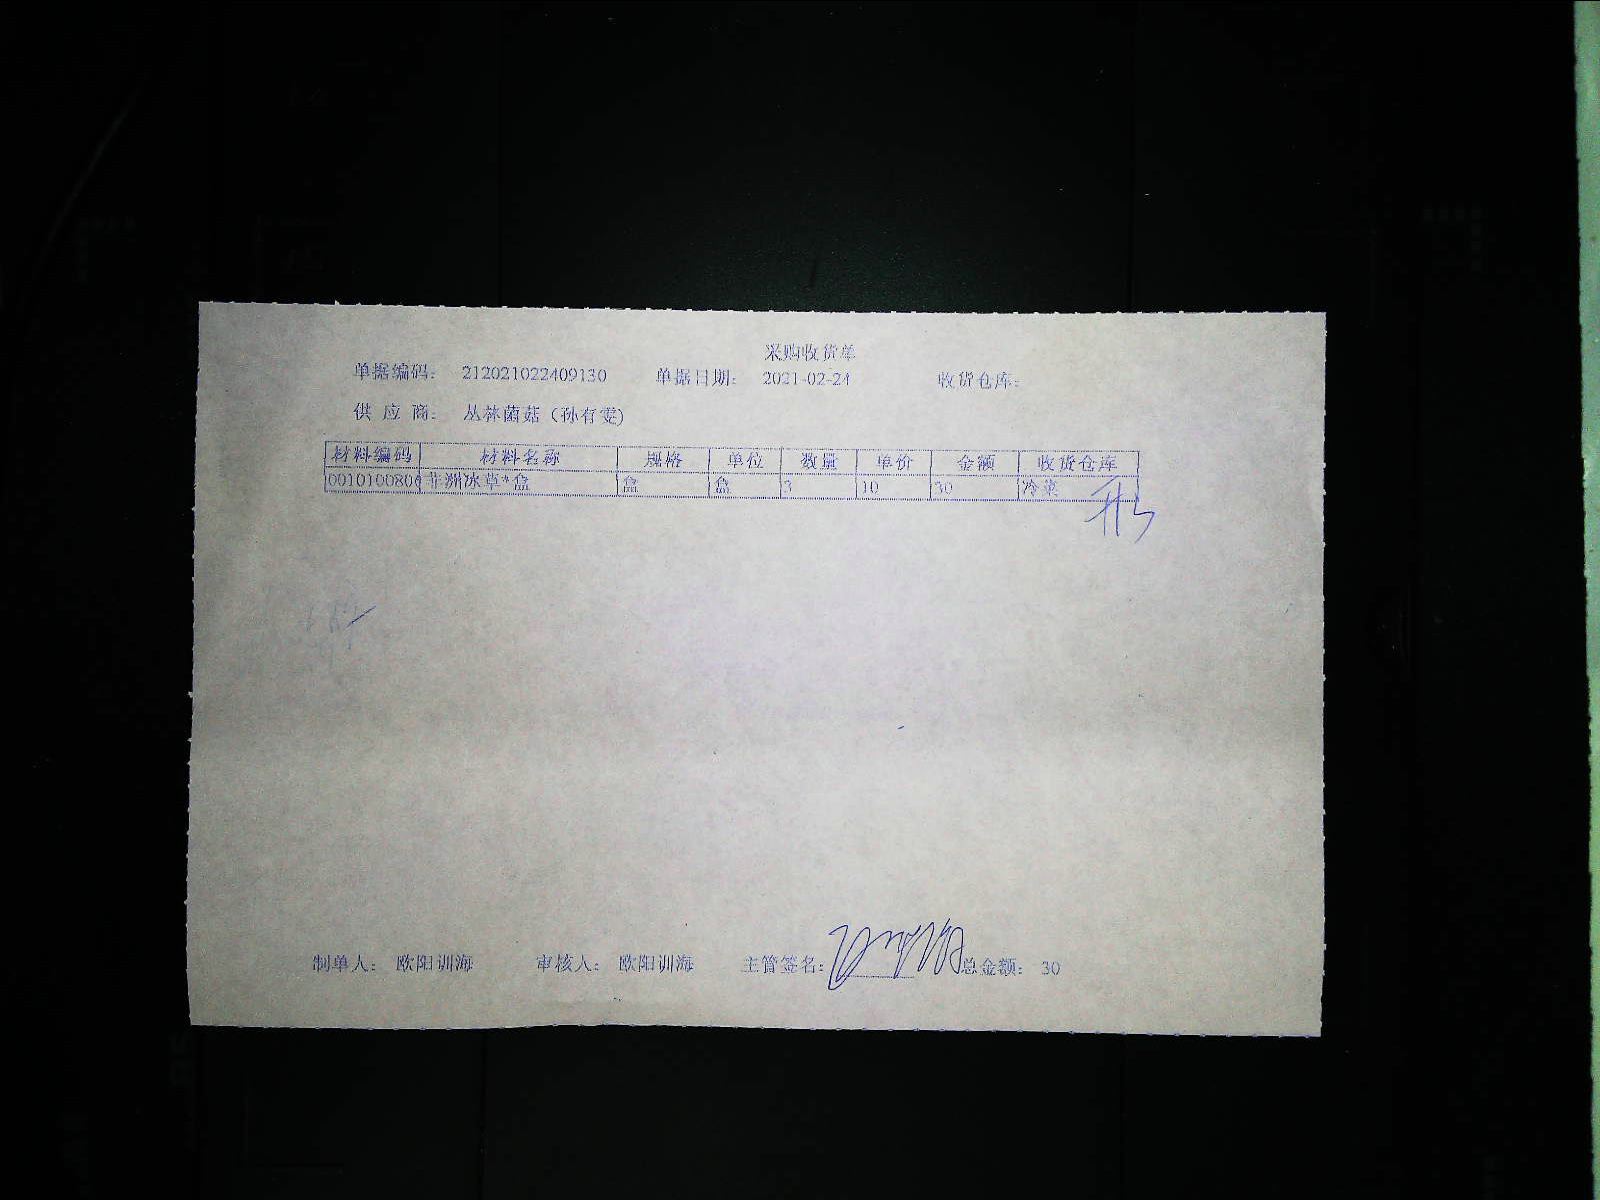 采购收货单
单据编码： 212021022409130 单据日期： 2021-02-24 收货仓库：
供 应 商： 丛林菌菇（孙有雯）
材料编码 材料名称 规格 单位 数量 单价 金额 收货仓库
0010100806 非洲冰草*盒 盒 盒 3 10 30 冷菜
制单人： 欧阳训海 审核人： 欧阳训海 主管签名： 总金额： 30